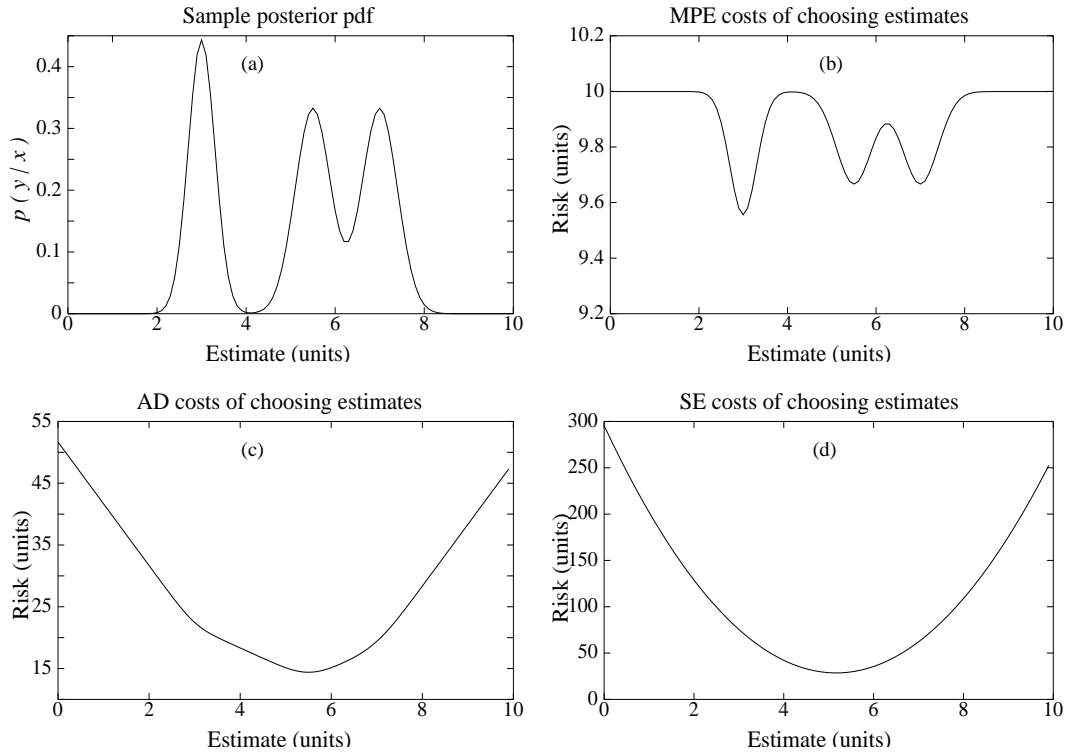 Sample posterior pdf
(a)
p ( y / x )
0.4
0.3
0.2
0.1
0
0 2 4 6 8 10
Estimate (units)
MPE costs of choosing estimates
(b)
Risk (units)
10.2
10
9.8
9.6
9.4
9.2
0 2 4 6 8 10
Estimate (units)
AD costs of choosing estimates
(c)
Risk (units)
55
45
35
25
15
0 2 4 6 8 10
Estimate (units)
SE costs of choosing estimates
(d)
Risk (units)
300
250
200
150
100
50
0
0 2 4 6 8 10
Estimate (units)